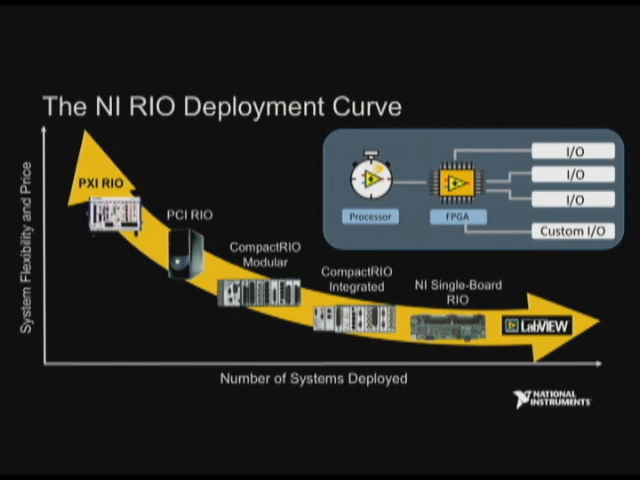 The NI RIO Deployment Curve
System Flexibility and Price
PXI RIO
PCI RIO
CompactRIO
Modular
CompactRIO
Integrated
NI Single-Board
RIO
LabVIEW
Processor
FPGA
I/O
I/O
I/O
Custom I/O
Number of Systems Deployed
NATIONAL
INSTRUMENTS